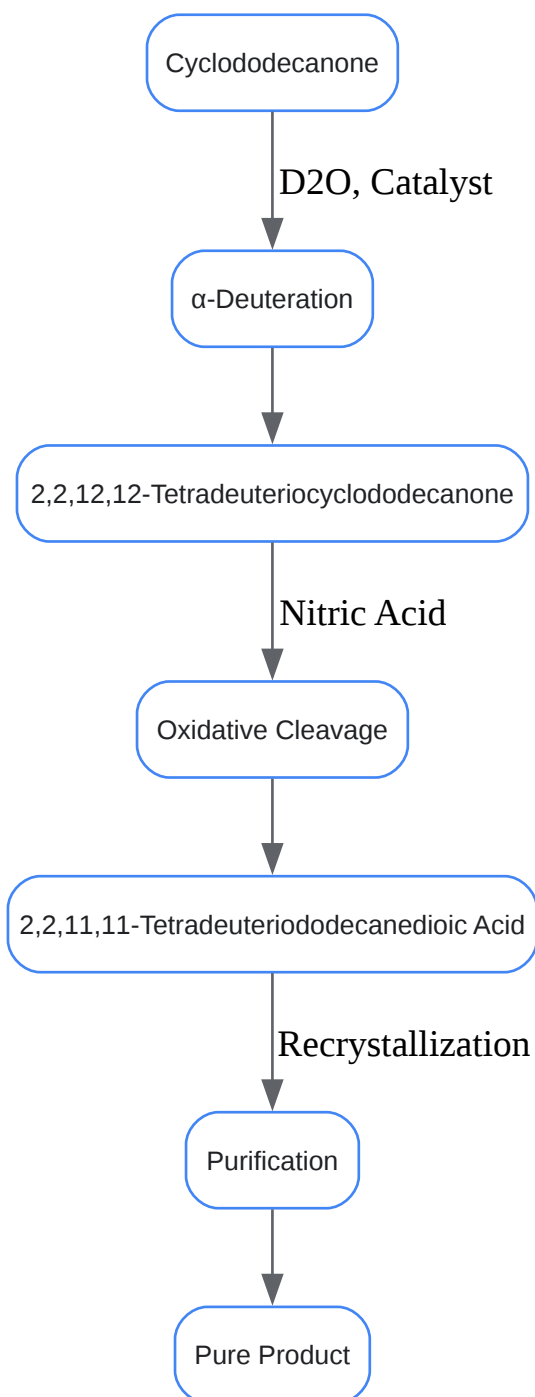 Cyclododecanone
D2O, Catalyst
α-Deuteration
2,2,12,12-Tetradeuteriocyclododecanone
Nitric Acid
Oxidative Cleavage
2,2,11,11-Tetradeuteriododecanedioic Acid
Recrystallization
Purification
Pure Product